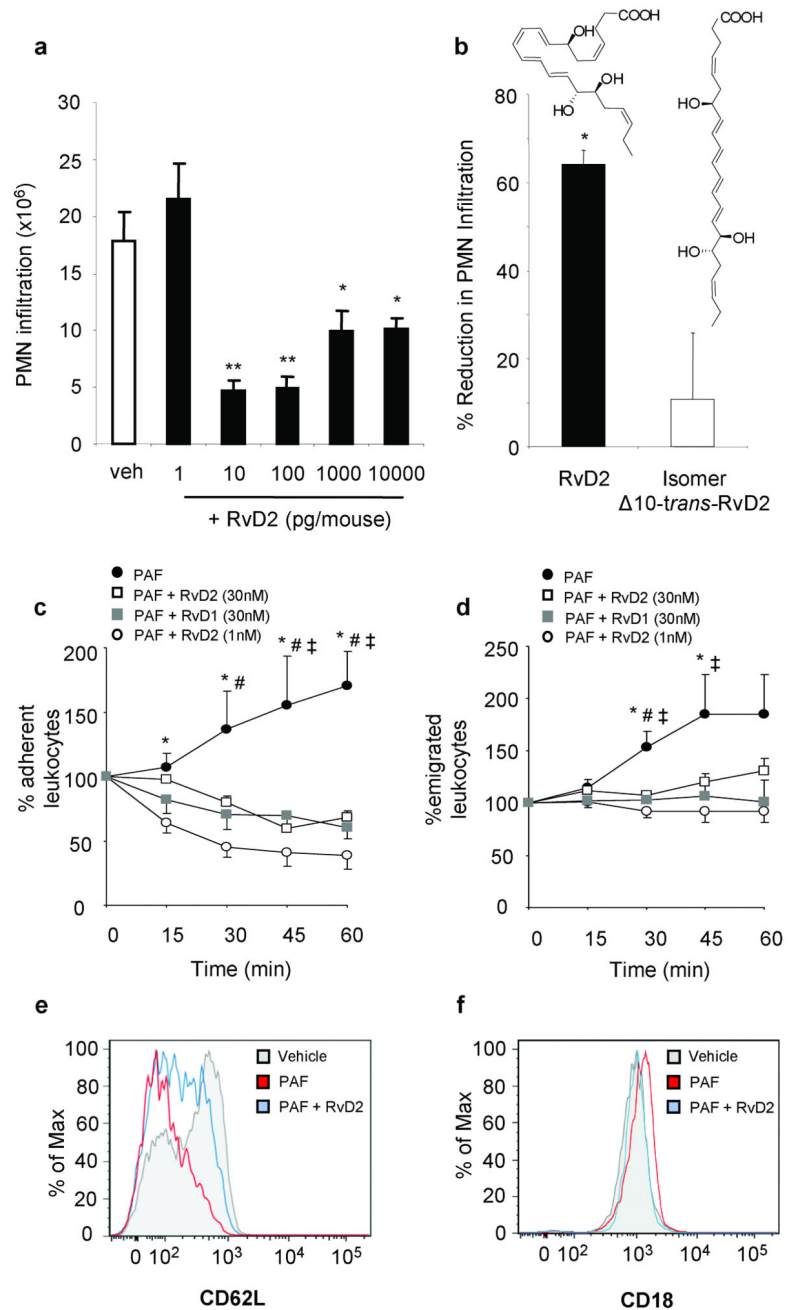 a
PMN infiltration (x10⁶)
30
25
20
15
10
5
0
**
**
*
*
veh
1
10
100
1000
10000
+ RvD2 (pg/mouse)
b
OH
COOH
OH
OH
COOH
HO
OH
HO
% Reduction in PMN Infiltration
80
60
40
20
0
*
RvD2
Isomer
Δ10-trans-RvD2
c
PAF
PAF + RvD2 (30nM)
PAF + RvD1 (30nM)
PAF + RvD2 (1nM)
% adherent
leukocytes
200
150
100
50
0
*
* #
* # ‡
* # ‡
0 15 30 45 60
Time (min)
d
PAF
PAF + RvD2 (30nM)
PAF + RvD1 (30nM)
PAF + RvD2 (1nM)
%emigrated
leukocytes
250
200
150
100
50
0
* # ‡
* ‡
0 15 30 45 60
Time (min)
e
% of Max
100
80
60
40
20
0
Vehicle
PAF
PAF + RvD2
0 10² 10³ 10⁴ 10⁵
CD62L
f
% of Max
100
80
60
40
20
0
Vehicle
PAF
PAF + RvD2
0 10² 10³ 10⁴ 10⁵
CD18